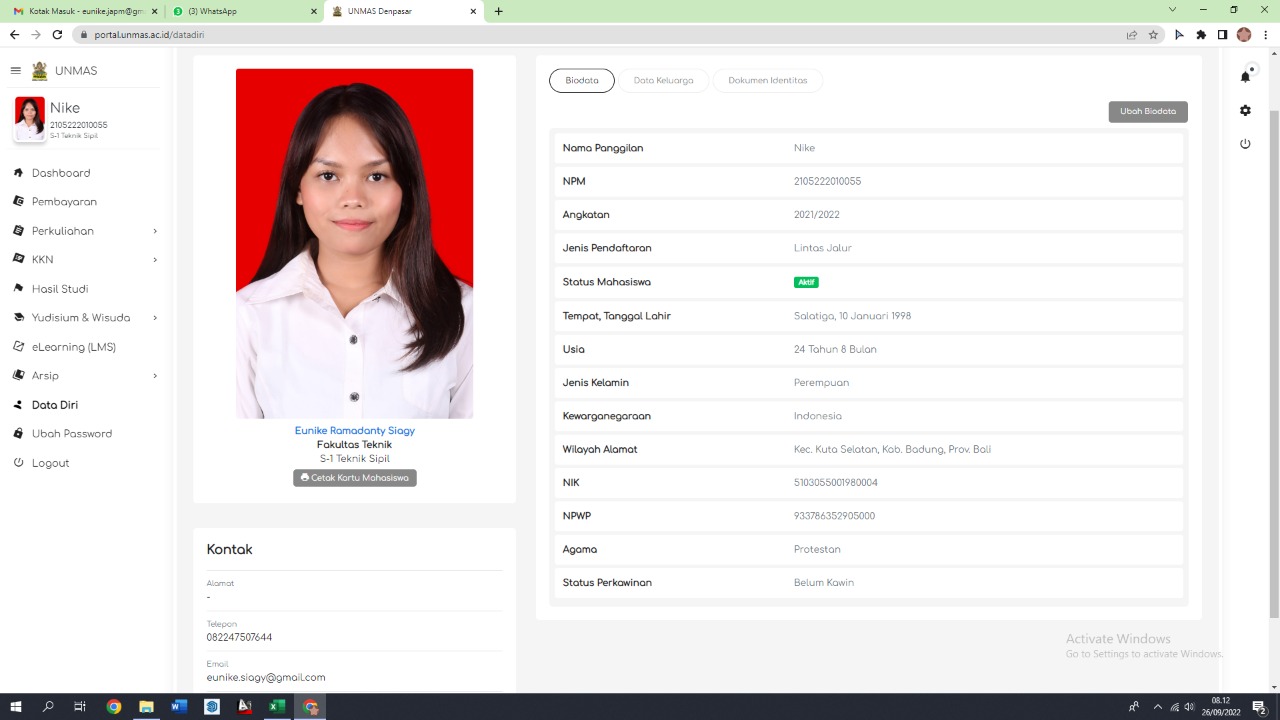 Kotak Masuk - eunike.japm@gm
(3) WhatsApp
UNMAS Denpasar
portal.unmas.ac.id/datadiri
UNMAS
Nike
2105222010055
S-1 Teknik Sipil
Dashboard
Pembayaran
Perkuliahan
KKN
Hasil Studi
Yudisium & Wisuda
eLearning (LMS)
Arsip
Data Diri
Ubah Password
Logout
Eunike Ramadanty Siagy
Fakultas Teknik
S-1 Teknik Sipil
Cetak Kartu Mahasiswa
Kontak
Alamat
-
Telepon
082247507644
Email
eunike.siagy@gmail.com
Biodata Data Keluarga Dokumen Identitas
Ubah Biodata
Nama Panggilan Nike
NPM 2105222010055
Angkatan 2021/2022
Jenis Pendaftaran Lintas Jalur
Status Mahasiswa Aktif
Tempat, Tanggal Lahir Salatiga, 10 Januari 1998
Usia 24 Tahun 8 Bulan
Jenis Kelamin Perempuan
Kewarganegaraan Indonesia
Wilayah Alamat Kec. Kuta Selatan, Kab. Badung, Prov. Bali
NIK 5103055001980004
NPWP 933786352905000
Agama Protestan
Status Perkawinan Belum Kawin
Activate Windows
Go to Settings to activate Windows.
08.12
26/09/2022
2